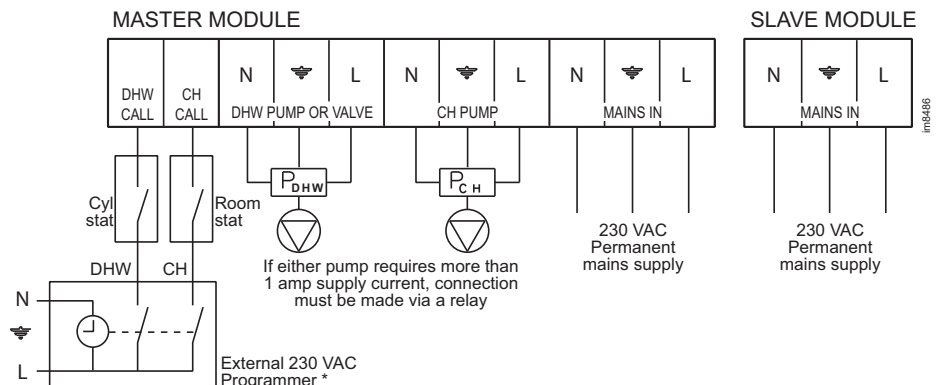 MASTER MODULE
SLAVE MODULE
DHW CALL
CH CALL
N L
DHW PUMP OR VALVE
N L
CH PUMP
N L
MAINS IN
N L
MAINS IN
im8486
Cyl stat
Room stat
PDHW
PCH
DHW CH
If either pump requires more than
1 amp supply current, connection
must be made via a relay
230 VAC
Permanent
mains supply
230 VAC
Permanent
mains supply
N
L
External 230 VAC
Programmer *